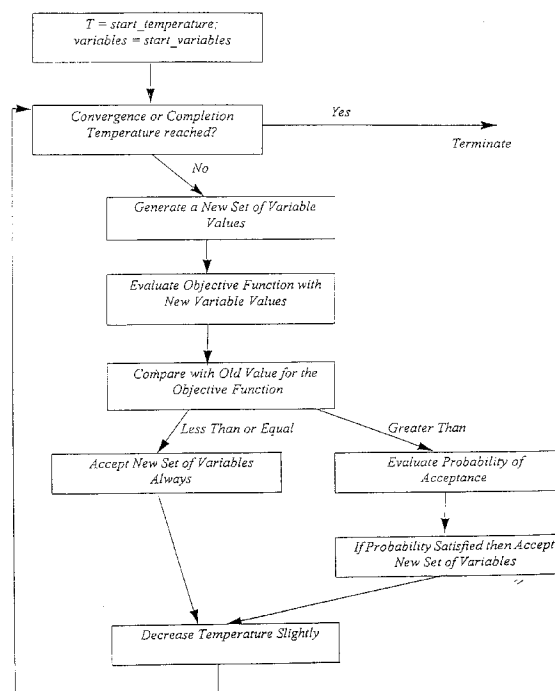 T = start_temperature;
variables = start_variables
Convergence or Completion
Temperature reached?
Yes
Terminate
No
Generate a New Set of Variable
Values
Evaluate Objective Function with
New Variable Values
Compare with Old Value for the
Objective Function
Less Than or Equal
Greater Than
Accept New Set of Variables
Always
Evaluate Probability of
Acceptance
If Probability Satisfied then Accept
New Set of Variables
Decrease Temperature Slightly